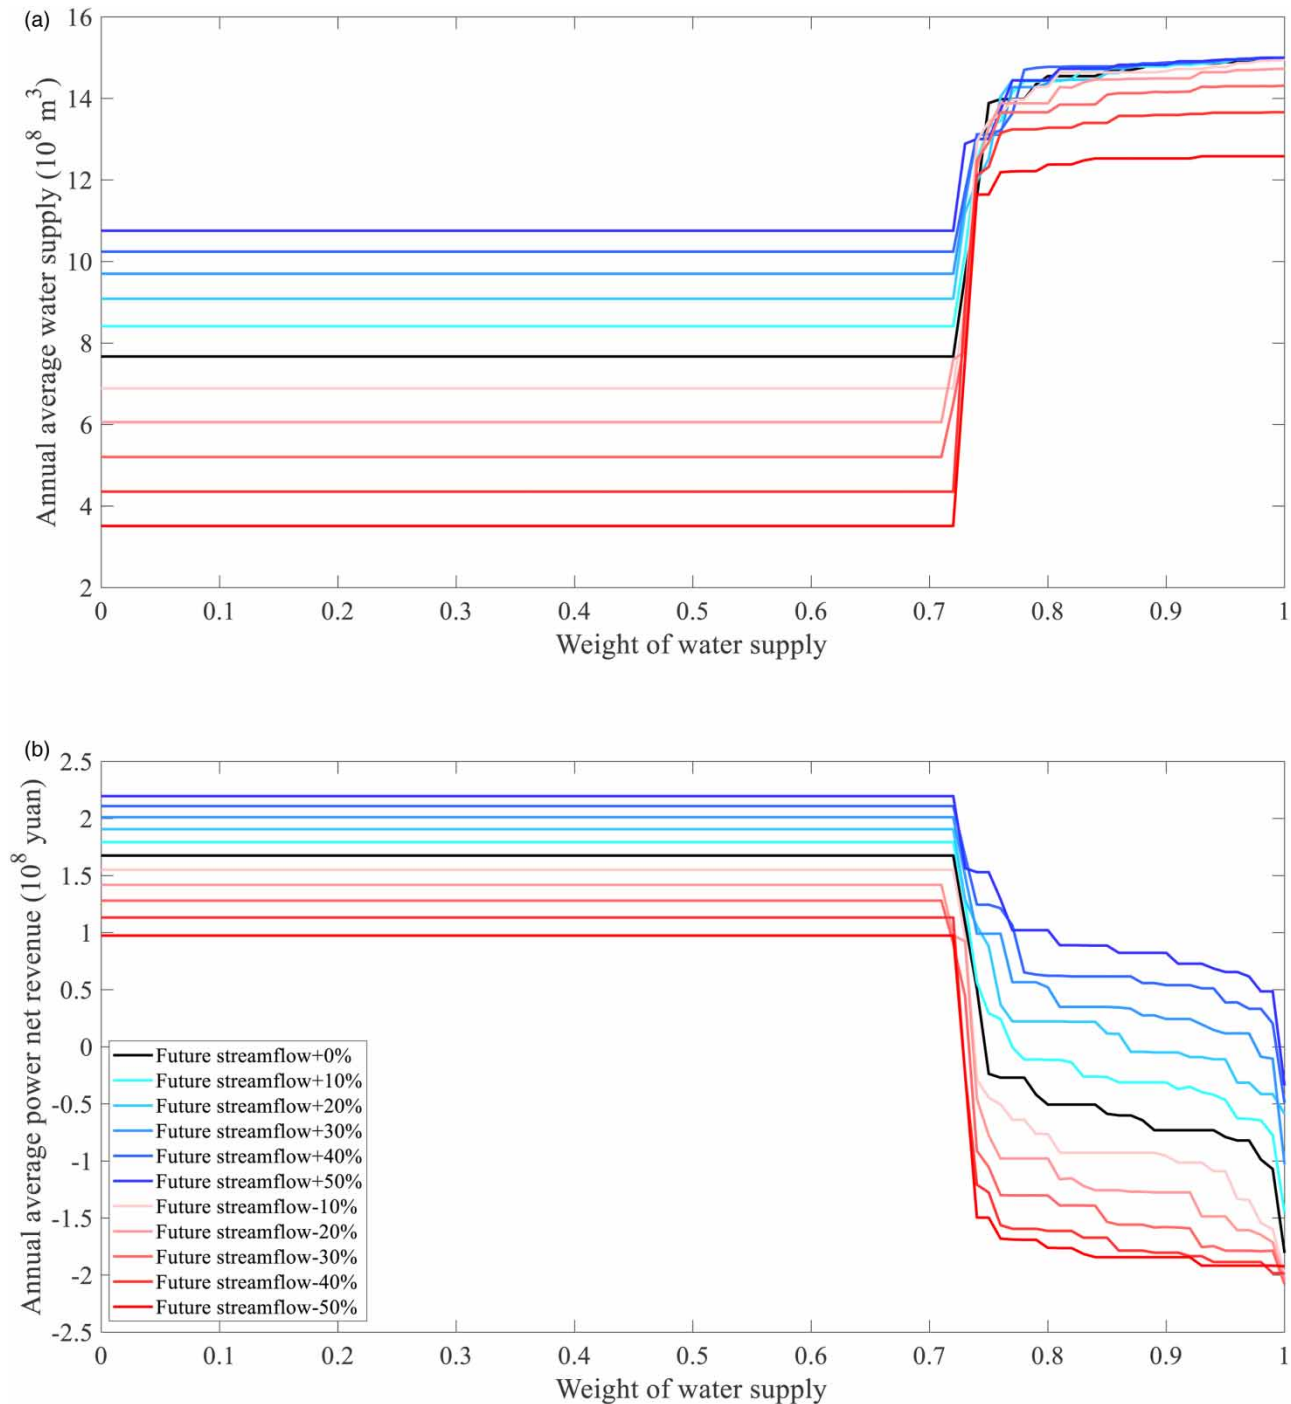 (a)
Annual average water supply (10⁸ m³)
16
14
12
10
8
6
4
2
0 0.1 0.2 0.3 0.4 0.5 0.6 0.7 0.8 0.9 1
Weight of water supply
(b)
Annual average power net revenue (10⁸ yuan)
2.5
2
1.5
1
0.5
0
-0.5
-1
-1.5
-2
-2.5
Future streamflow+0%
Future streamflow+10%
Future streamflow+20%
Future streamflow+30%
Future streamflow+40%
Future streamflow+50%
Future streamflow-10%
Future streamflow-20%
Future streamflow-30%
Future streamflow-40%
Future streamflow-50%
0 0.1 0.2 0.3 0.4 0.5 0.6 0.7 0.8 0.9 1
Weight of water supply